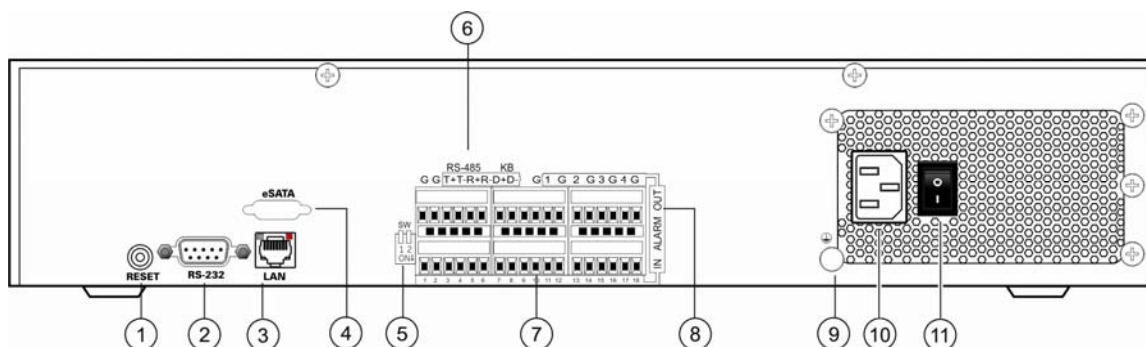 6
RS-485 KB
G G T+T-R+R-D+D- G 1 G 2 G 3 G 4 G
eSATA
SW
1 2
ON
IN ALARM OUT
RESET
RS-232
LAN
1 2 3 4 5 6 7 8 9 10 11 12 13 14 15 16 17 18
O
I
1 2 3 4 5 7 8 9 10 11